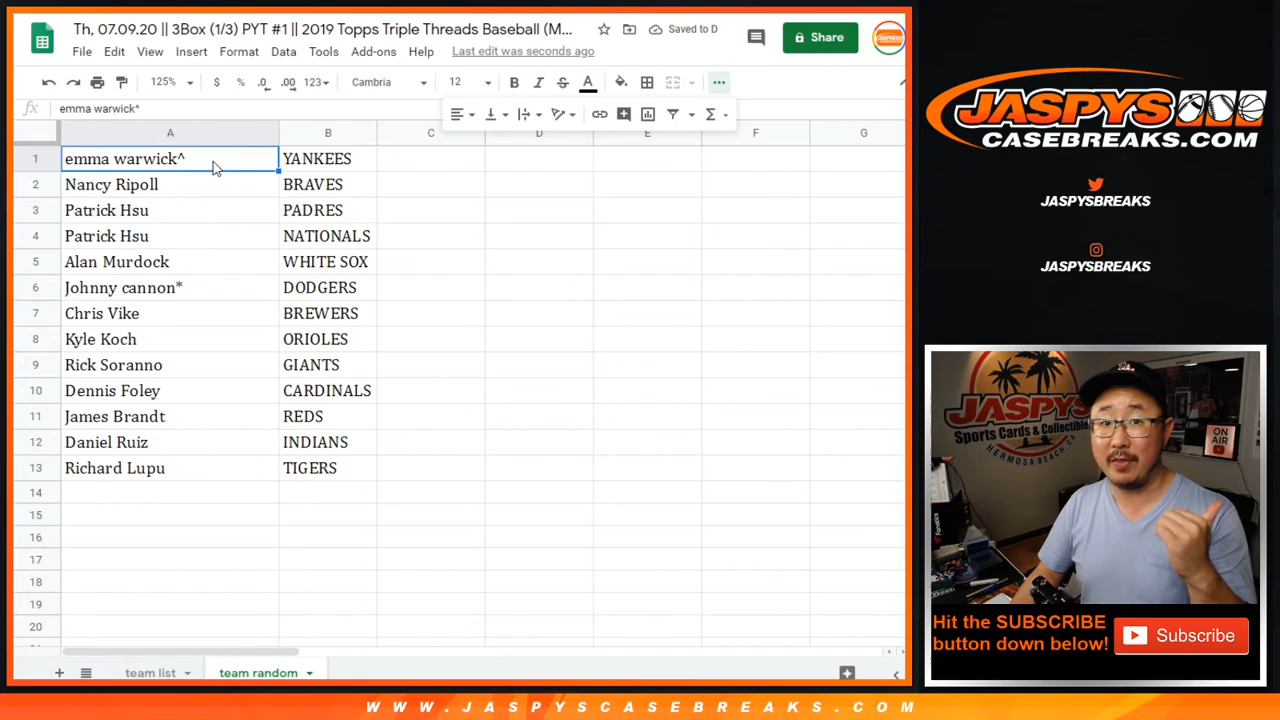 Th, 07.09.20 || 3Box (1/3) PYT #1 || 2019 Topps Triple Threads Baseball (M...
Saved to D
Share
File Edit View Insert Format Data Tools Add-ons Help Last edit was seconds ago
125% $ % .0 .00 123 Cambria 12 B I S A
fx emma warwick^
A B C D E F G
1 emma warwick^ YANKEES
2 Nancy Ripoll BRAVES
3 Patrick Hsu PADRES
4 Patrick Hsu NATIONALS
5 Alan Murdock WHITE SOX
6 Johnny cannon* DODGERS
7 Chris Vike BREWERS
8 Kyle Koch ORIOLES
9 Rick Soranno GIANTS
10 Dennis Foley CARDINALS
11 James Brandt REDS
12 Daniel Ruiz INDIANS
13 Richard Lupu TIGERS
14
15
16
17
18
19
20
team list team random
JASPYS
CASEBREAKS.COM
JASPYSBREAKS
JASPYSBREAKS
JASPYS
Sports Cards & Collectibles
HERMOSA BEACH, CA
ON AIR
Fanatics
Hit the SUBSCRIBE
button down below!
Subscribe
WWW.JASPYSCASEBREAKS.COM